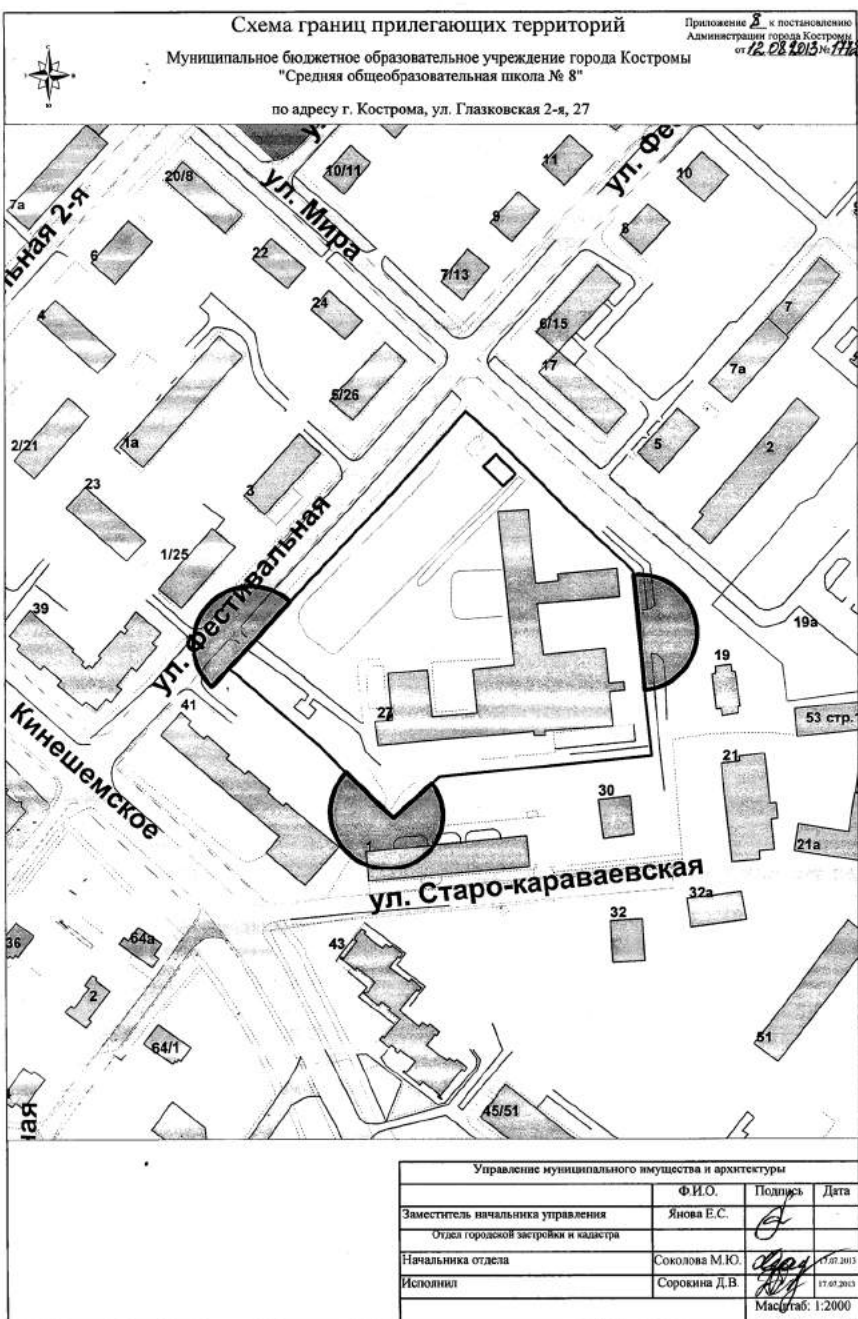 Схема границ прилегающих территорий
Приложение 8 к постановлению
Администрации города Костромы
от 12.08.2013 №
Муниципальное бюджетное образовательное учреждение города Костромы
"Средняя общеобразовательная школа № 8"
по адресу г. Кострома, ул. Глазковская 2-я, 27
С
Ю
7а
20/8
10/11
11
ул. Фес
10
льная 2-я
ул. Мира
9
8
6
22
7/13
4
24
6/15
7
17
7а
5/26
2/21
1а
5
2
3
23
ул. Фестивальная
1/25
39
19а
19
27
53 стр.
41
Кинешемское
21
30
1
21а
ул. Старо-караваевская
32а
32
36
64а
43
2
51
64/1
ная
45/51
Управление муниципального имущества и архитектуры
Ф.И.О. Подпись Дата
Заместитель начальника управления Янова Е.С.
Отдел городской застройки и кадастра
Начальника отдела Соколова М.Ю. 17.07.2013
Исполнил Сорокина Д.В. 17.07.2013
Масштаб: 1:2000